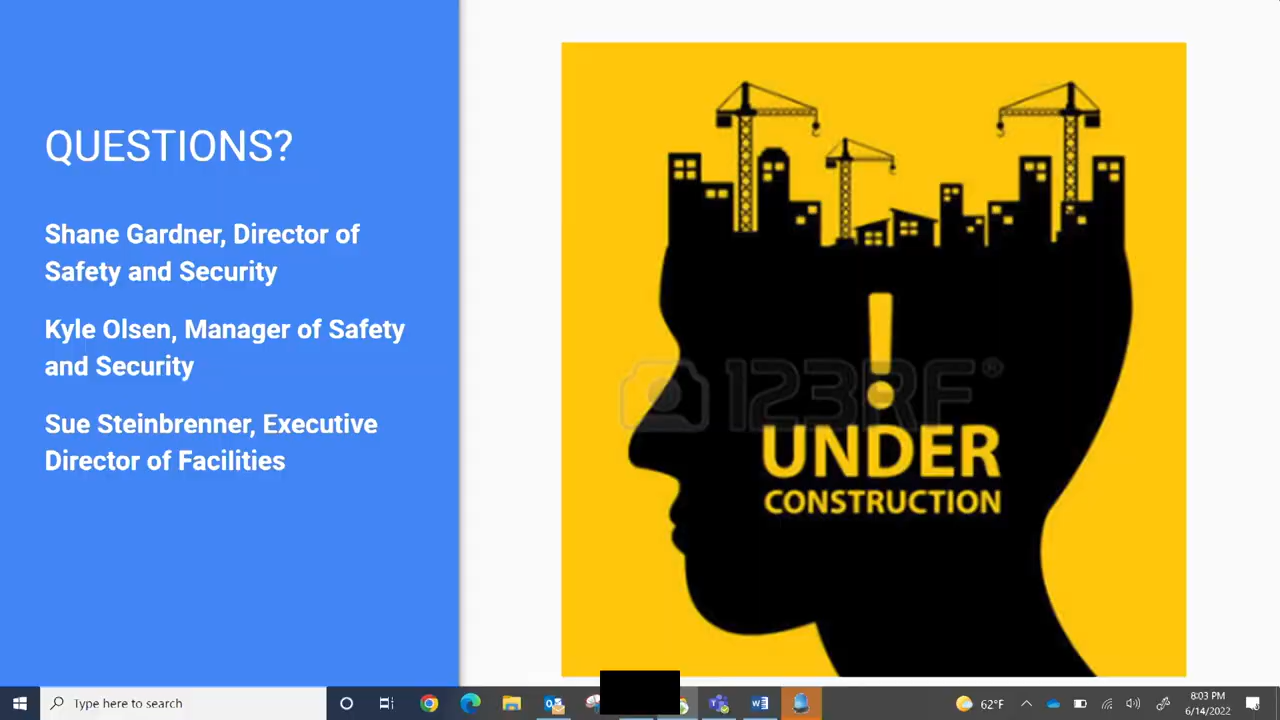 QUESTIONS?
Shane Gardner, Director of
Safety and Security
Kyle Olsen, Manager of Safety
and Security
Sue Steinbrenner, Executive
Director of Facilities
!
123RF®
UNDER
CONSTRUCTION
Type here to search
62°F
8:03 PM
6/14/2022